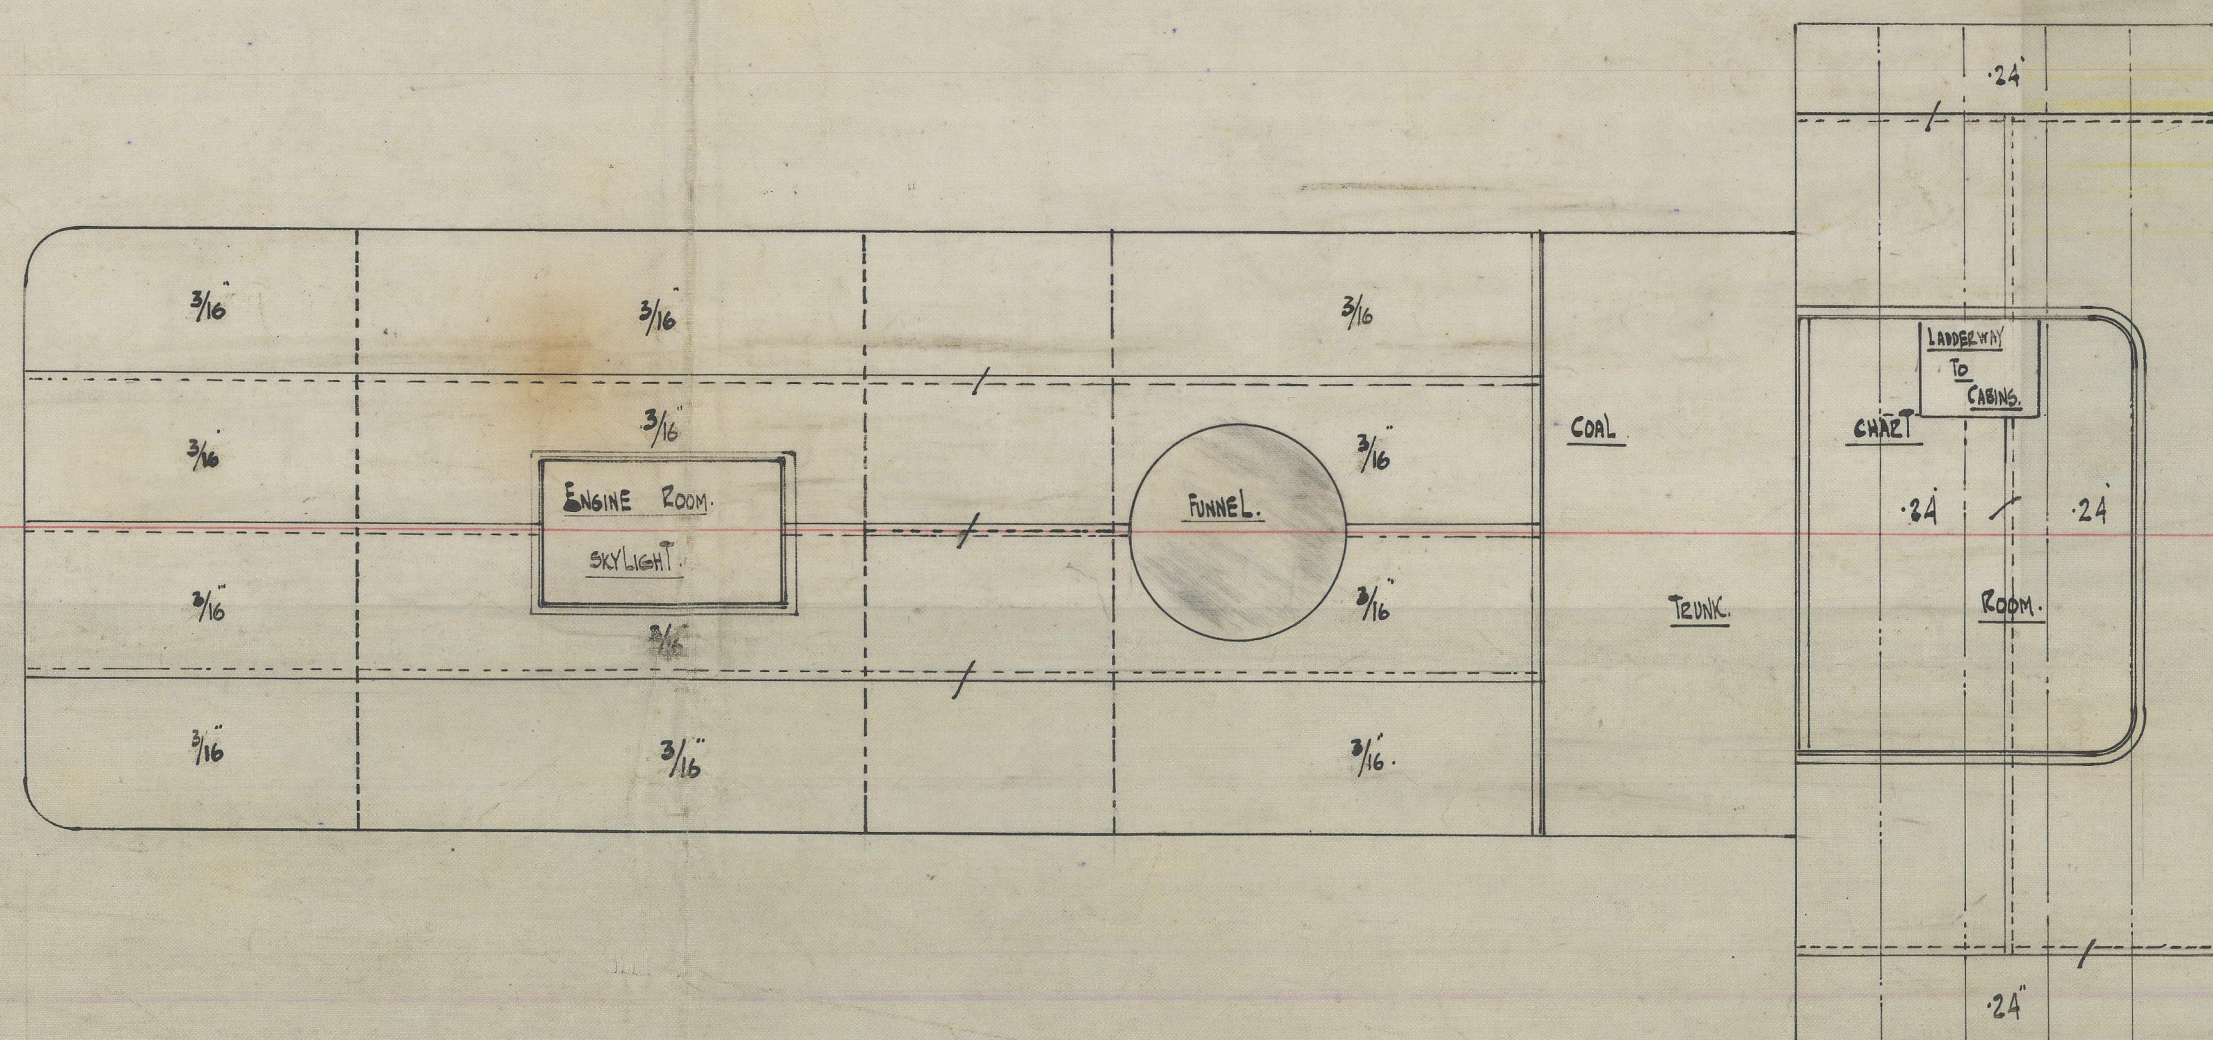 .24"
3/16"
3/16"
3/16
LADDERWAY
TO
CABINS.
3/16"
3/16"
COAL
CHART
3/16"
ENGINE ROOM.
FUNNEL.
.24"
.24"
SKYLIGHT.
3/16"
3/16"
TRUNK.
ROOM.
3/16
3/16"
3/16"
3/16".
.24"